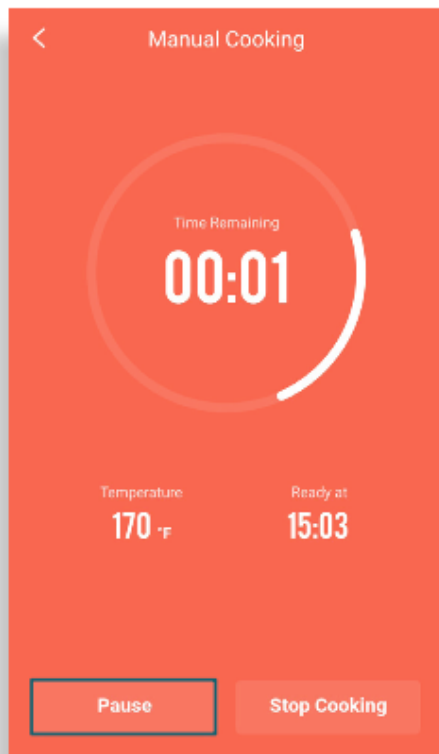 Manual Cooking
Time Remaining
00:01
Temperature
Ready at
170 °F
15:03
Pause
Stop Cooking